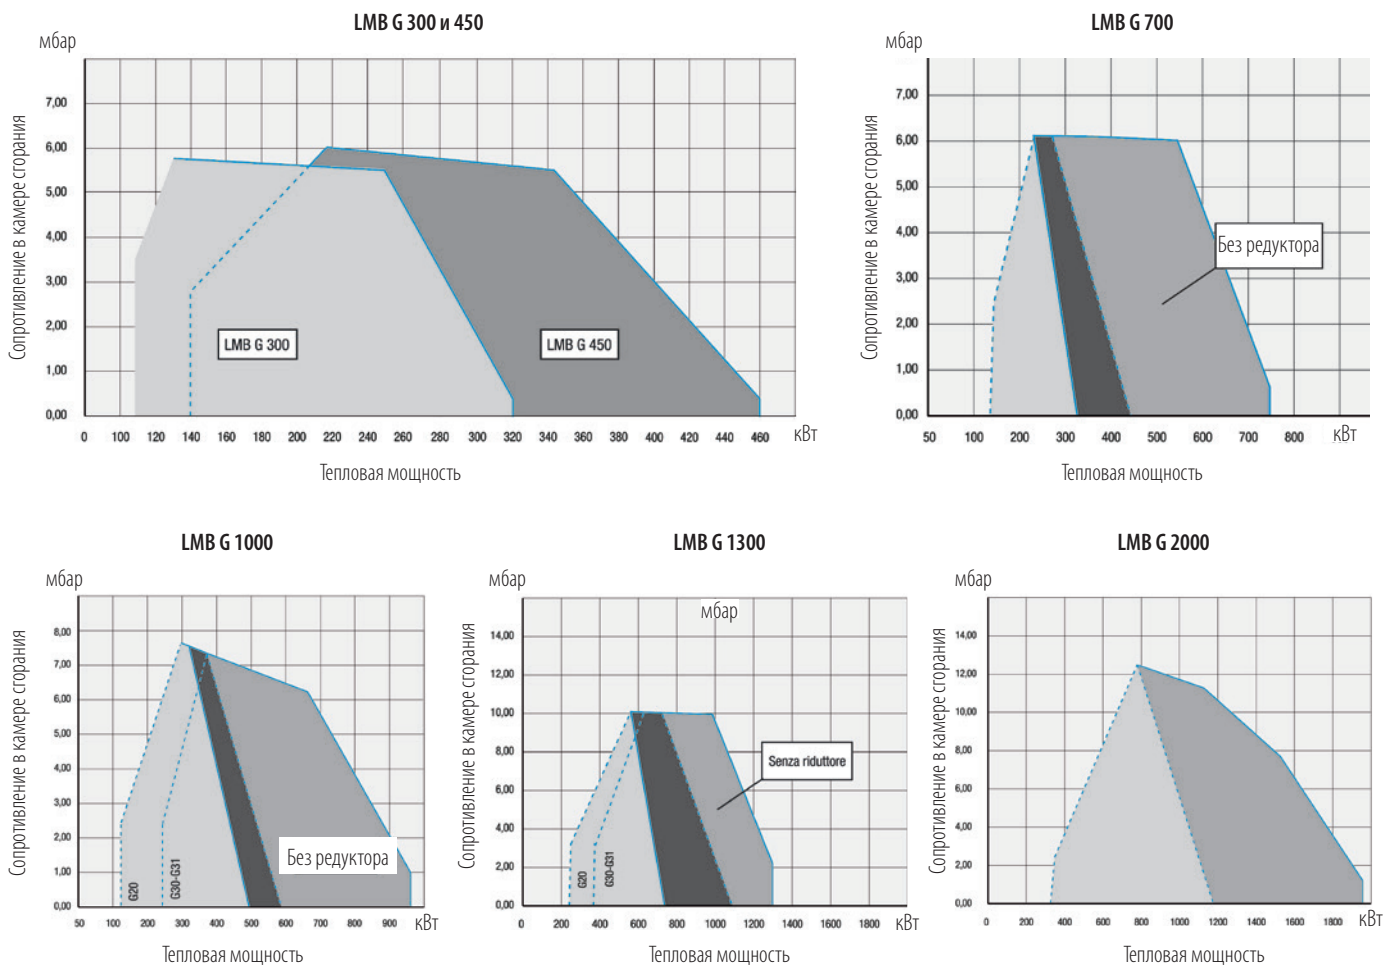 LMB G 300 и 450
мбар
Сопротивление в камере сгорания
7,00
6,00
5,00
4,00
3,00
2,00
1,00
0,00
LMB G 300
LMB G 450
0 100 120 140 160 180 200 220 240 260 280 300 320 340 360 380 400 420 440 460 кВт
Тепловая мощность
LMB G 700
мбар
Сопротивление в камере сгорания
7,00
6,00
5,00
4,00
3,00
2,00
1,00
0,00
Без редуктора
50 100 200 300 400 500 600 700 800 кВт
Тепловая мощность
LMB G 1000
мбар
Сопротивление в камере сгорания
8,00
7,00
6,00
5,00
4,00
3,00
2,00
1,00
0,00
G20
G30-G31
Без редуктора
50 100 200 300 400 500 600 700 800 900 кВт
Тепловая мощность
LMB G 1300
мбар
мбар
Сопротивление в камере сгорания
14,00
12,00
10,00
8,00
6,00
4,00
2,00
0,00
G20
G30-G31
Senza riduttore
0 200 400 600 800 1000 1200 1400 1600 1800 кВт
Тепловая мощность
LMB G 2000
мбар
Сопротивление в камере сгорания
14,00
12,00
10,00
8,00
6,00
4,00
2,00
0,00
0 200 400 600 800 1000 1200 1400 1600 1800 кВт
Тепловая мощность